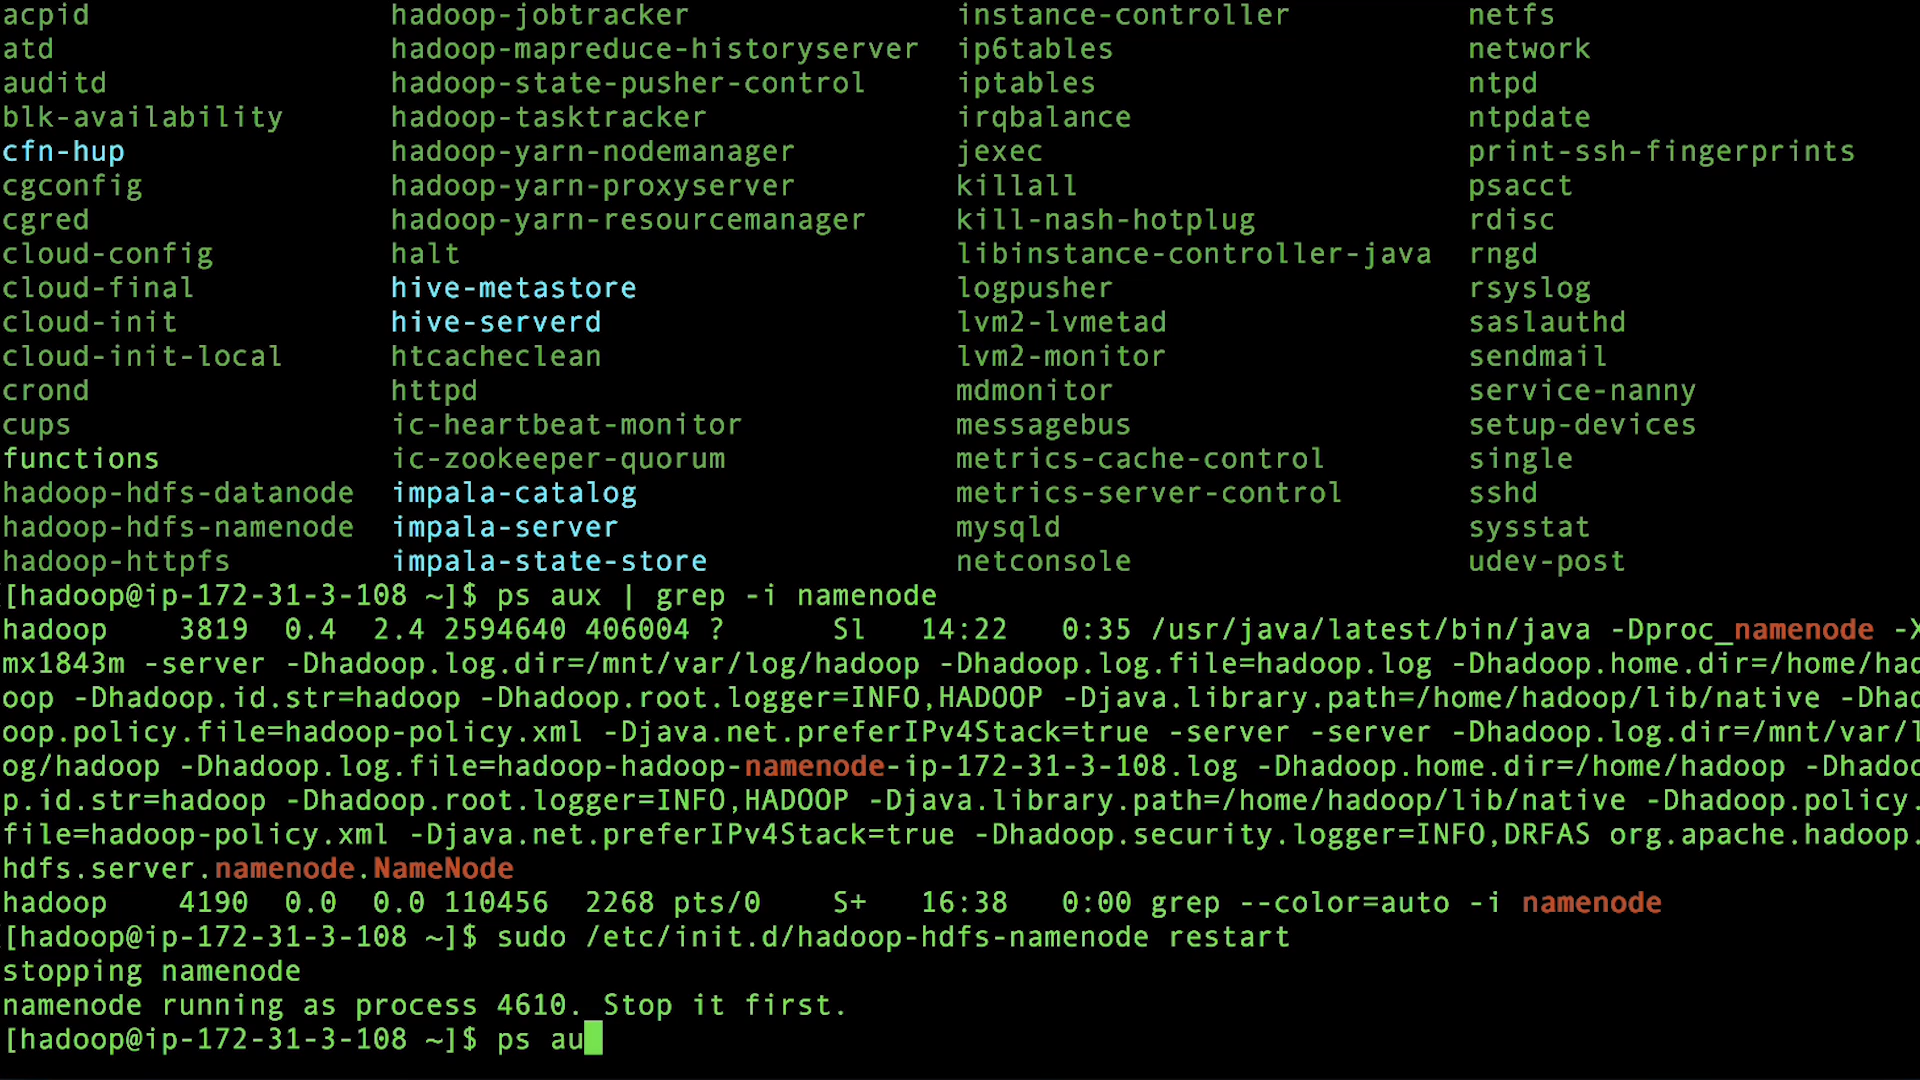 acpid hadoop-jobtracker instance-controller netfs
atd hadoop-mapreduce-historyserver ip6tables network
auditd hadoop-state-pusher-control iptables ntpd
blk-availability hadoop-tasktracker irqbalance ntpdate
cfn-hup hadoop-yarn-nodemanager jexec print-ssh-fingerprints
cgconfig hadoop-yarn-proxyserver killall psacct
cgred hadoop-yarn-resourcemanager kill-nash-hotplug rdisc
cloud-config halt libinstance-controller-java rngd
cloud-final hive-metastore logpusher rsyslog
cloud-init hive-serverd lvm2-lvmetad saslauthd
cloud-init-local htcacheclean lvm2-monitor sendmail
crond httpd mdmonitor service-nanny
cups ic-heartbeat-monitor messagebus setup-devices
functions ic-zookeeper-quorum metrics-cache-control single
hadoop-hdfs-datanode impala-catalog metrics-server-control sshd
hadoop-hdfs-namenode impala-server mysqld sysstat
hadoop-httpfs impala-state-store netconsole udev-post
[hadoop@ip-172-31-3-108 ~]$ ps aux | grep -i namenode
hadoop 3819 0.4 2.4 2594640 406004 ? Sl 14:22 0:35 /usr/java/latest/bin/java -Dproc_namenode -X
mx1843m -server -Dhadoop.log.dir=/mnt/var/log/hadoop -Dhadoop.log.file=hadoop.log -Dhadoop.home.dir=/home/had
oop -Dhadoop.id.str=hadoop -Dhadoop.root.logger=INFO,HADOOP -Djava.library.path=/home/hadoop/lib/native -Dhad
oop.policy.file=hadoop-policy.xml -Djava.net.preferIPv4Stack=true -server -server -Dhadoop.log.dir=/mnt/var/l
og/hadoop -Dhadoop.log.file=hadoop-hadoop-namenode-ip-172-31-3-108.log -Dhadoop.home.dir=/home/hadoop -Dhadoo
p.id.str=hadoop -Dhadoop.root.logger=INFO,HADOOP -Djava.library.path=/home/hadoop/lib/native -Dhadoop.policy.
file=hadoop-policy.xml -Djava.net.preferIPv4Stack=true -Dhadoop.security.logger=INFO,DRFAS org.apache.hadoop.
hdfs.server.namenode.NameNode
hadoop 4190 0.0 0.0 110456 2268 pts/0 S+ 16:38 0:00 grep --color=auto -i namenode
[hadoop@ip-172-31-3-108 ~]$ sudo /etc/init.d/hadoop-hdfs-namenode restart
stopping namenode
namenode running as process 4610. Stop it first.
[hadoop@ip-172-31-3-108 ~]$ ps au